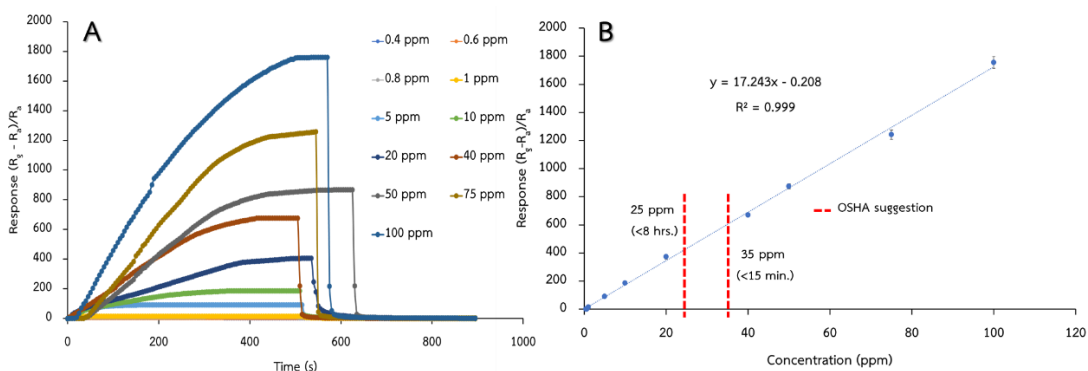 A
2000
1800
1600
1400
1200
1000
800
600
400
200
0
Response (Rg – Ra)/Ra
0 200 400 600 800 1000
Time (s)
0.4 ppm 0.6 ppm
0.8 ppm 1 ppm
5 ppm 10 ppm
20 ppm 40 ppm
50 ppm 75 ppm
100 ppm
B
2000
1800
1600
1400
1200
1000
800
600
400
200
0
Response (Rg-Ra)/Ra
y = 17.243x - 0.208
R² = 0.999
25 ppm
(<8 hrs.)
OSHA suggestion
35 ppm
(<15 min.)
0 20 40 60 80 100 120
Concentration (ppm)